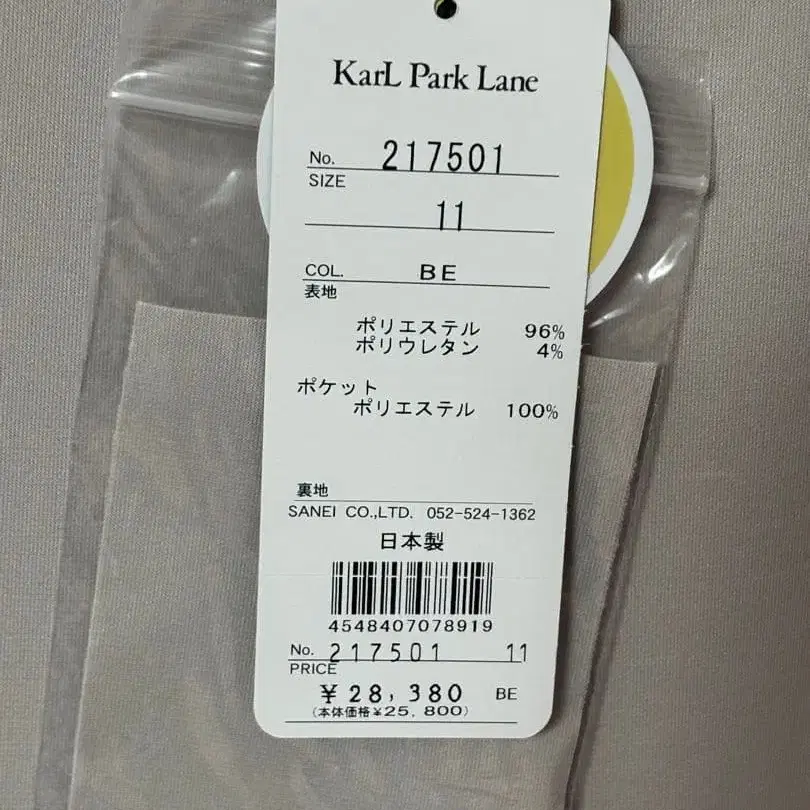 KarL Park Lane
No. 217501
SIZE
11
COL. BE
表地
ポリエステル 96%
ポリウレタン 4%
ポケット
ポリエステル 100%
裏地
SANEI CO.,LTD. 052-524-1362
日本製
4548407078919
No. 217501 11
PRICE
¥28,380 BE
(本体価格¥25,800)